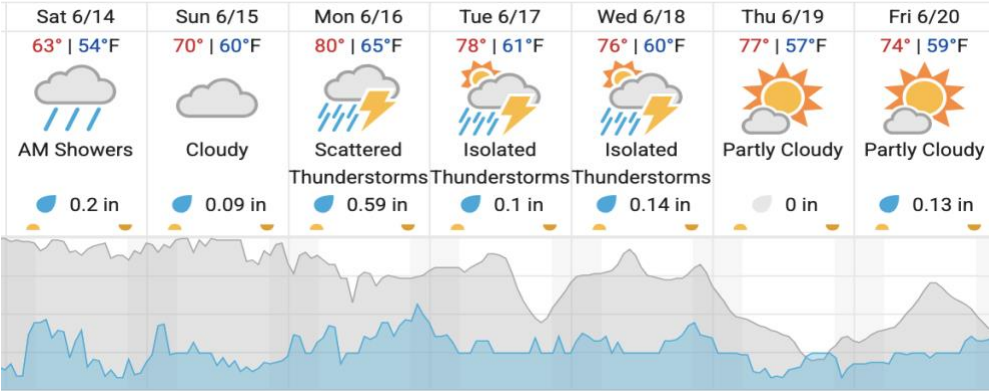 Sat 6/14 Sun 6/15 Mon 6/16 Tue 6/17 Wed 6/18 Thu 6/19 Fri 6/20
63° | 54°F 70° | 60°F 80° | 65°F 78° | 61°F 76° | 60°F 77° | 57°F 74° | 59°F
AM Showers Cloudy Scattered Isolated Isolated Partly Cloudy Partly Cloudy
Thunderstorms Thunderstorms Thunderstorms
0.2 in 0.09 in 0.59 in 0.1 in 0.14 in 0 in 0.13 in